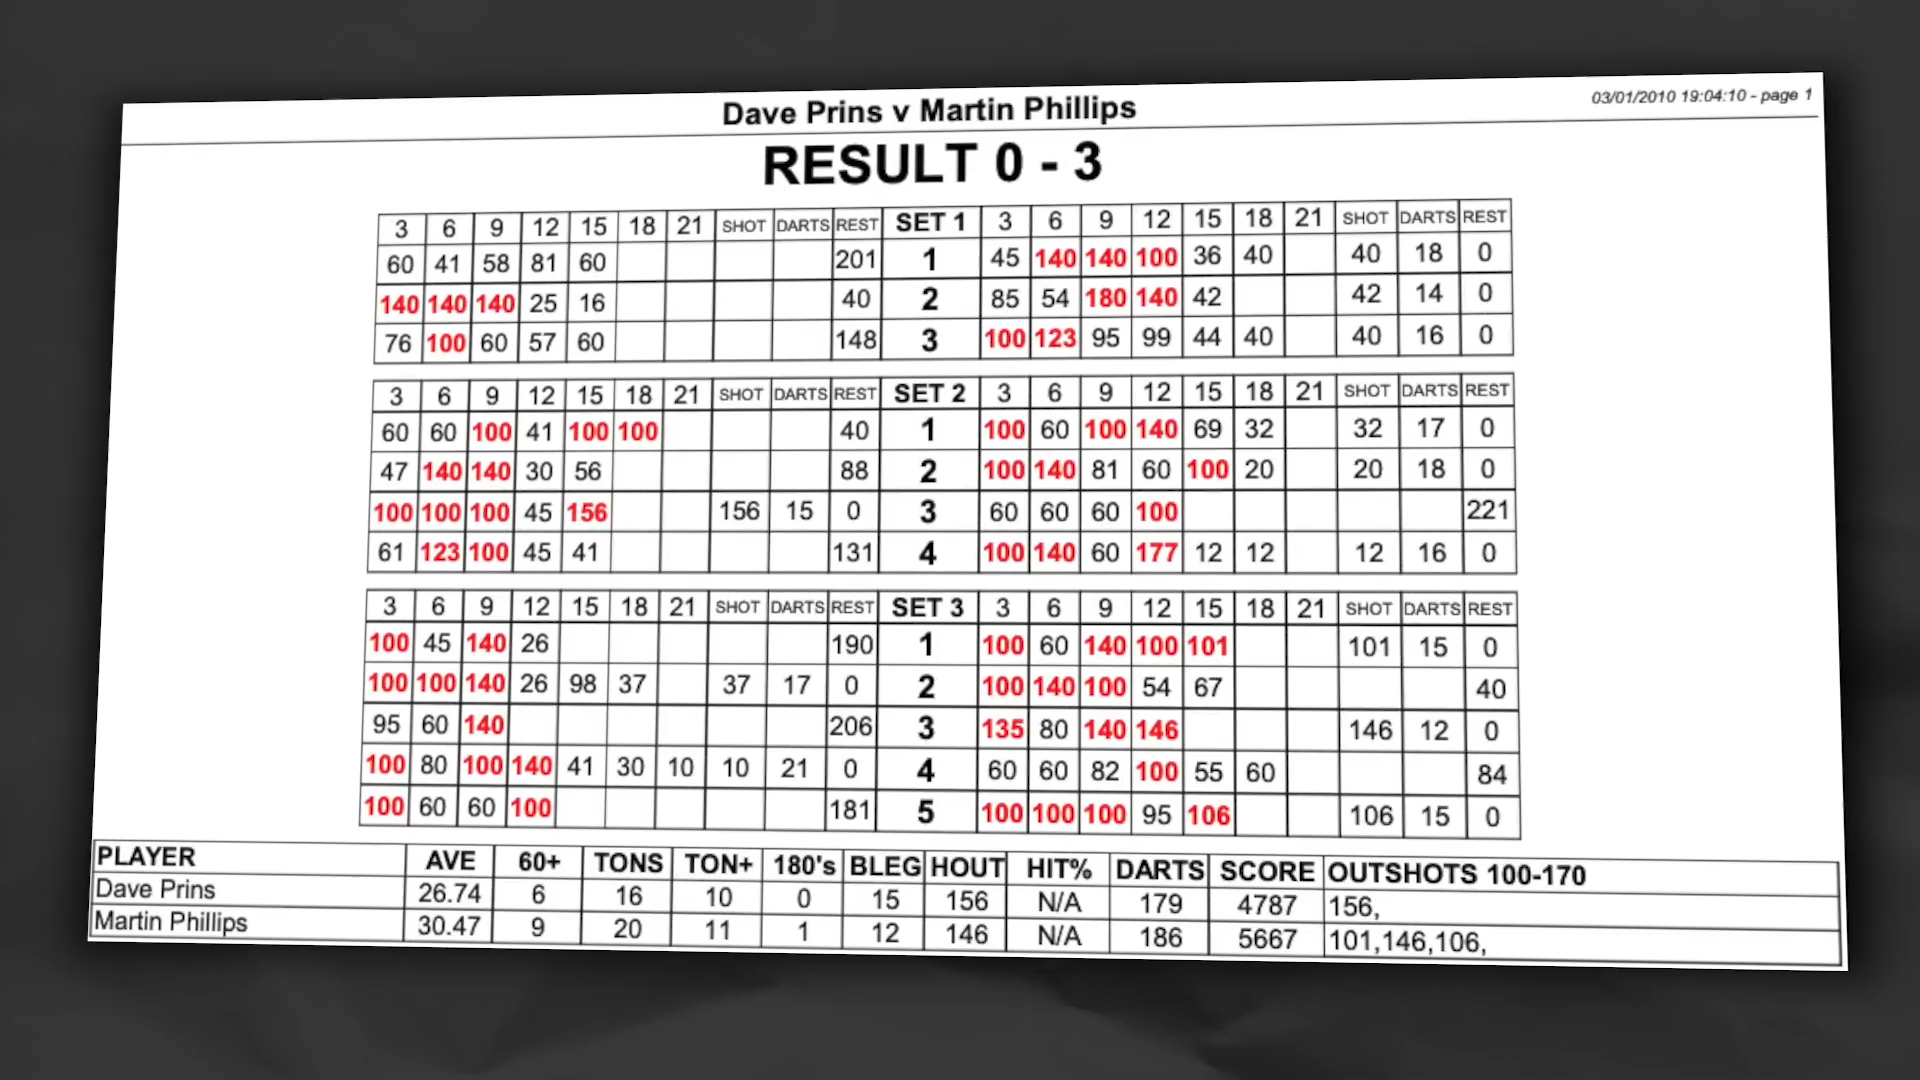 03/01/2010 19:04:10 - page 1
Dave Prins v Martin Phillips
RESULT 0 - 3
3 6 9 12 15 18 21 SHOT DARTS REST SET 1 3 6 9 12 15 18 21 SHOT DARTS REST
60 41 58 81 60 201 1 45 140 140 100 36 40 40 18 0
140 140 140 25 16 40 2 85 54 180 140 42 42 14 0
76 100 60 57 60 148 3 100 123 95 99 44 40 40 16 0
3 6 9 12 15 18 21 SHOT DARTS REST SET 2 3 6 9 12 15 18 21 SHOT DARTS REST
60 60 100 41 100 100 40 1 100 60 100 140 69 32 32 17 0
47 140 140 30 56 88 2 100 140 81 60 100 20 20 18 0
100 100 100 45 156 156 15 0 3 60 60 60 100 221
61 123 100 45 41 131 4 100 140 60 177 12 12 12 16 0
3 6 9 12 15 18 21 SHOT DARTS REST SET 3 3 6 9 12 15 18 21 SHOT DARTS REST
100 45 140 26 190 1 100 60 140 100 101 101 15 0
100 100 140 26 98 37 37 17 0 2 100 140 100 54 67 40
95 60 140 206 3 135 80 140 146 146 12 0
100 80 100 140 41 30 10 10 21 0 4 60 60 82 100 55 60 84
100 60 60 100 181 5 100 100 100 95 106 106 15 0
PLAYER AVE 60+ TONS TON+ 180's BLEG HOUT HIT% DARTS SCORE OUTSHOTS 100-170
Dave Prins 26.74 6 16 10 0 15 156 N/A 179 4787 156,
Martin Phillips 30.47 9 20 11 1 12 146 N/A 186 5667 101,146,106,